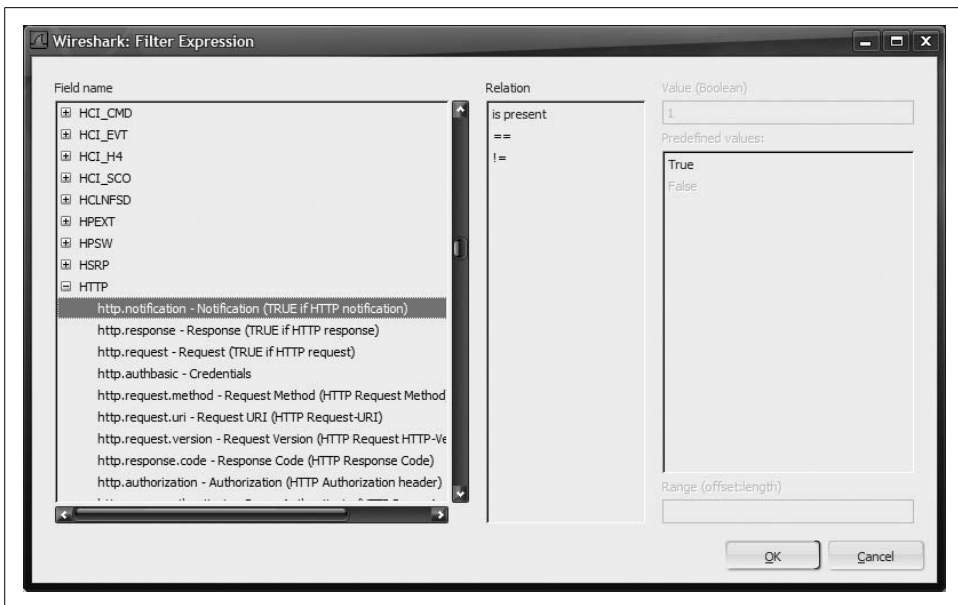 Wireshark: Filter Expression
Field name
HCI_CMD
HCI_EVT
HCI_H4
HCI_SCO
HCLNFSD
HPEXT
HPSW
HSRP
HTTP
http.notification - Notification (TRUE if HTTP notification)
http.response - Response (TRUE if HTTP response)
http.request - Request (TRUE if HTTP request)
http.authbasic - Credentials
http.request.method - Request Method (HTTP Request Method
http.request.uri - Request URI (HTTP Request-URI)
http.request.version - Request Version (HTTP Request HTTP-Ve
http.response.code - Response Code (HTTP Response Code)
http.authorization - Authorization (HTTP Authorization header)
Relation
is present
==
!=
Value (Boolean)
1
Predefined values:
True
False
Range (offset:length)
OK
Cancel